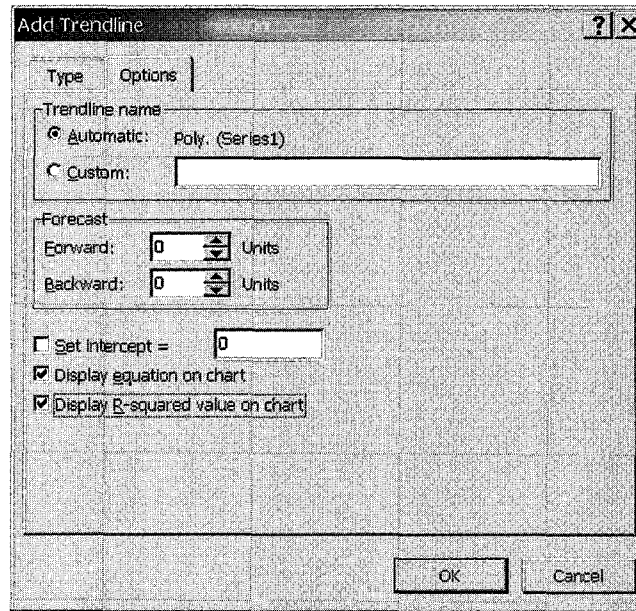 Add Trendline
Type Options
Trendline name
Automatic: Poly. (Series1)
Custom:
Forecast
Forward: 0 Units
Backward: 0 Units
Set intercept = 0
Display equation on chart
Display R-squared value on chart
OK Cancel